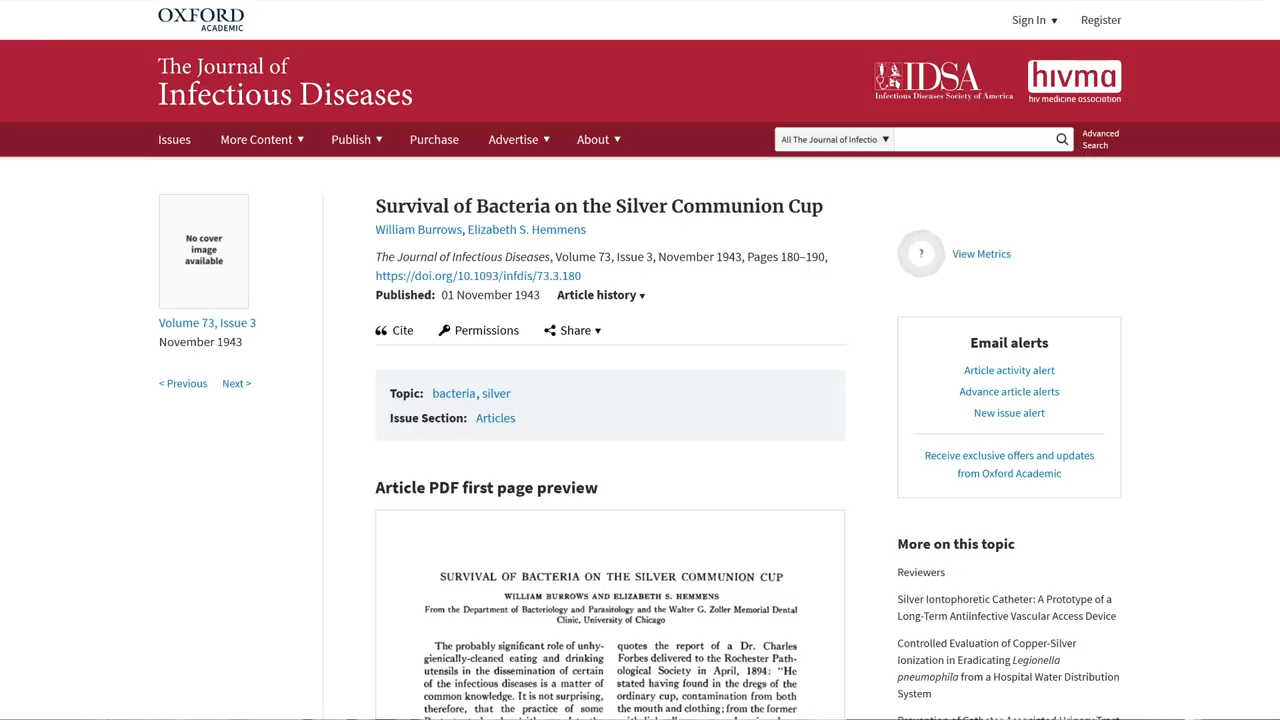 OXFORD
ACADEMIC
Sign In ▼ Register
The Journal of
Infectious Diseases
IDSA
Infectious Diseases Society of America
hivma
hiv medicine association
Issues More Content ▼ Publish ▼ Purchase Advertise ▼ About ▼
All The Journal of Infectio ▼
Advanced
Search
No cover
image
available
Volume 73, Issue 3
November 1943
< Previous Next >
Survival of Bacteria on the Silver Communion Cup
William Burrows, Elizabeth S. Hemmens
The Journal of Infectious Diseases, Volume 73, Issue 3, November 1943, Pages 180–190,
https://doi.org/10.1093/infdis/73.3.180
Published: 01 November 1943 Article history ▾
Cite Permissions Share ▾
Topic: bacteria, silver
Issue Section: Articles
Article PDF first page preview
SURVIVAL OF BACTERIA ON THE SILVER COMMUNION CUP
WILLIAM BURROWS AND ELIZABETH S. HEMMENS
From the Department of Bacteriology and Parasitology and the Walter G. Zoller Memorial Dental
Clinic, University of Chicago
The probably significant role of unhy-
gienically-cleaned eating and drinking
utensils in the dissemination of certain
of the infectious diseases is a matter of
common knowledge. It is not surprising,
therefore, that the practice of some
quotes the report of a Dr. Charles
Forbes delivered to the Rochester Path-
ological Society in April, 1894: "He
stated having found in the dregs of the
ordinary cup, contamination from both
the mouth and clothing; from the former
?
View Metrics
Email alerts
Article activity alert
Advance article alerts
New issue alert
Receive exclusive offers and updates
from Oxford Academic
More on this topic
Reviewers
Silver Iontophoretic Catheter: A Prototype of a
Long-Term Antiinfective Vascular Access Device
Controlled Evaluation of Copper-Silver
Ionization in Eradicating Legionella
pneumophila from a Hospital Water Distribution
System